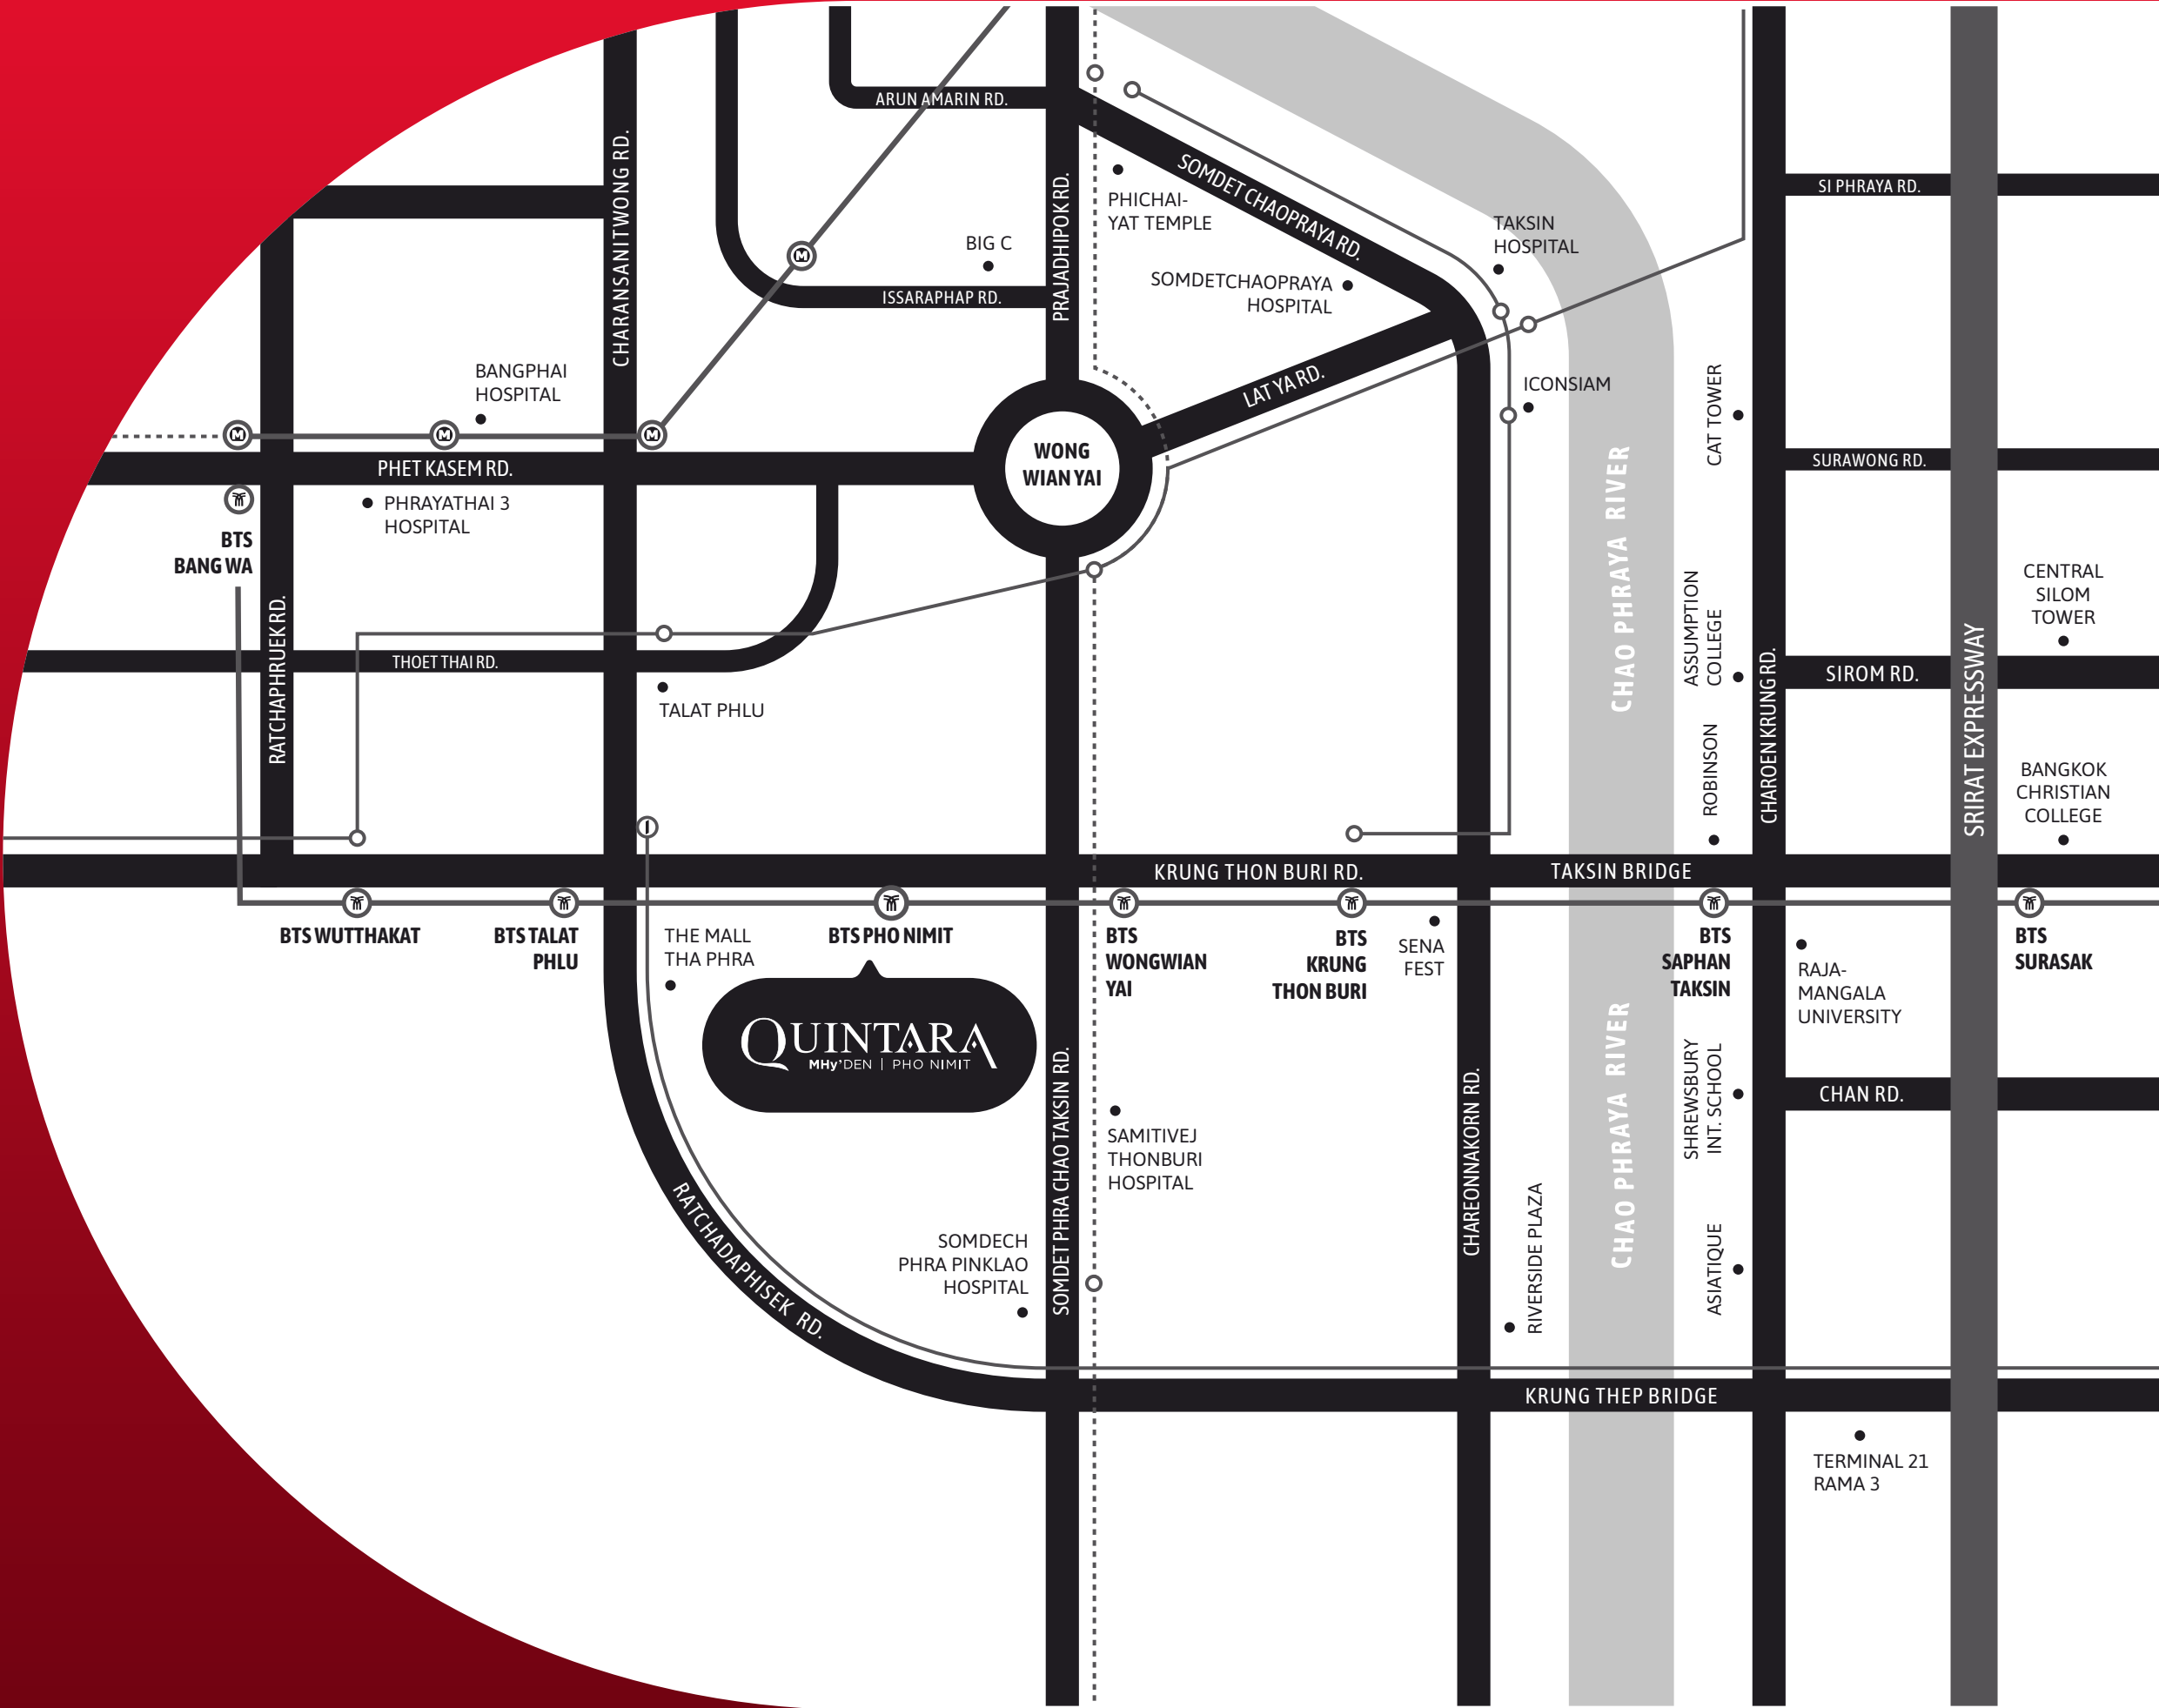 ARUN AMARIN RD.
CHARANSANITWONG RD.
PRAJADHIPOK RD.
PHICHAI-
YAT TEMPLE
SOMDET CHAOPRAYA RD.
SI PHRAYA RD.
TAKSIN
HOSPITAL
BIG C
SOMDETCHAOPRAYA
HOSPITAL
ISSARAPHAP RD.
BANGPHAI
HOSPITAL
LAT YA RD.
ICONSIAM
CAT TOWER
M
M
M
M
PHET KASEM RD.
WONG
WIAN YAI
SURAWONG RD.
PHRAYATHAI 3
HOSPITAL
BTS
BANG WA
CHAO PHRAYA RIVER
RATCHAPHRUEK RD.
THOET THAI RD.
TALAT PHLU
ASSUMPTION
COLLEGE
CENTRAL
SILOM
TOWER
SIROM RD.
CHAROEN KRUNG RD.
SRIRAT EXPRESSWAY
ROBINSON
BANGKOK
CHRISTIAN
COLLEGE
KRUNG THON BURI RD.
TAKSIN BRIDGE
BTS WUTTHAKAT
BTS TALAT
PHLU
THE MALL
THA PHRA
BTS PHO NIMIT
BTS
WONGWIAN
YAI
BTS
KRUNG
THON BURI
SENA
FEST
BTS
SAPHAN
TAKSIN
RAJA-
MANGALA
UNIVERSITY
BTS
SURASAK
QUINTARA
MHy'DEN | PHO NIMIT
CHAO PHRAYA RIVER
SHREWSBURY
INT. SCHOOL
CHAN RD.
SAMITIVEJ
THONBURI
HOSPITAL
SOMDET PHRA CHAO TAKSIN RD.
CHAREONNAKORN RD.
RATCHADAPHISEK RD.
SOMDECH
PHRA PINKLAO
HOSPITAL
RIVERSIDE PLAZA
ASIATIQUE
KRUNG THEP BRIDGE
TERMINAL 21
RAMA 3